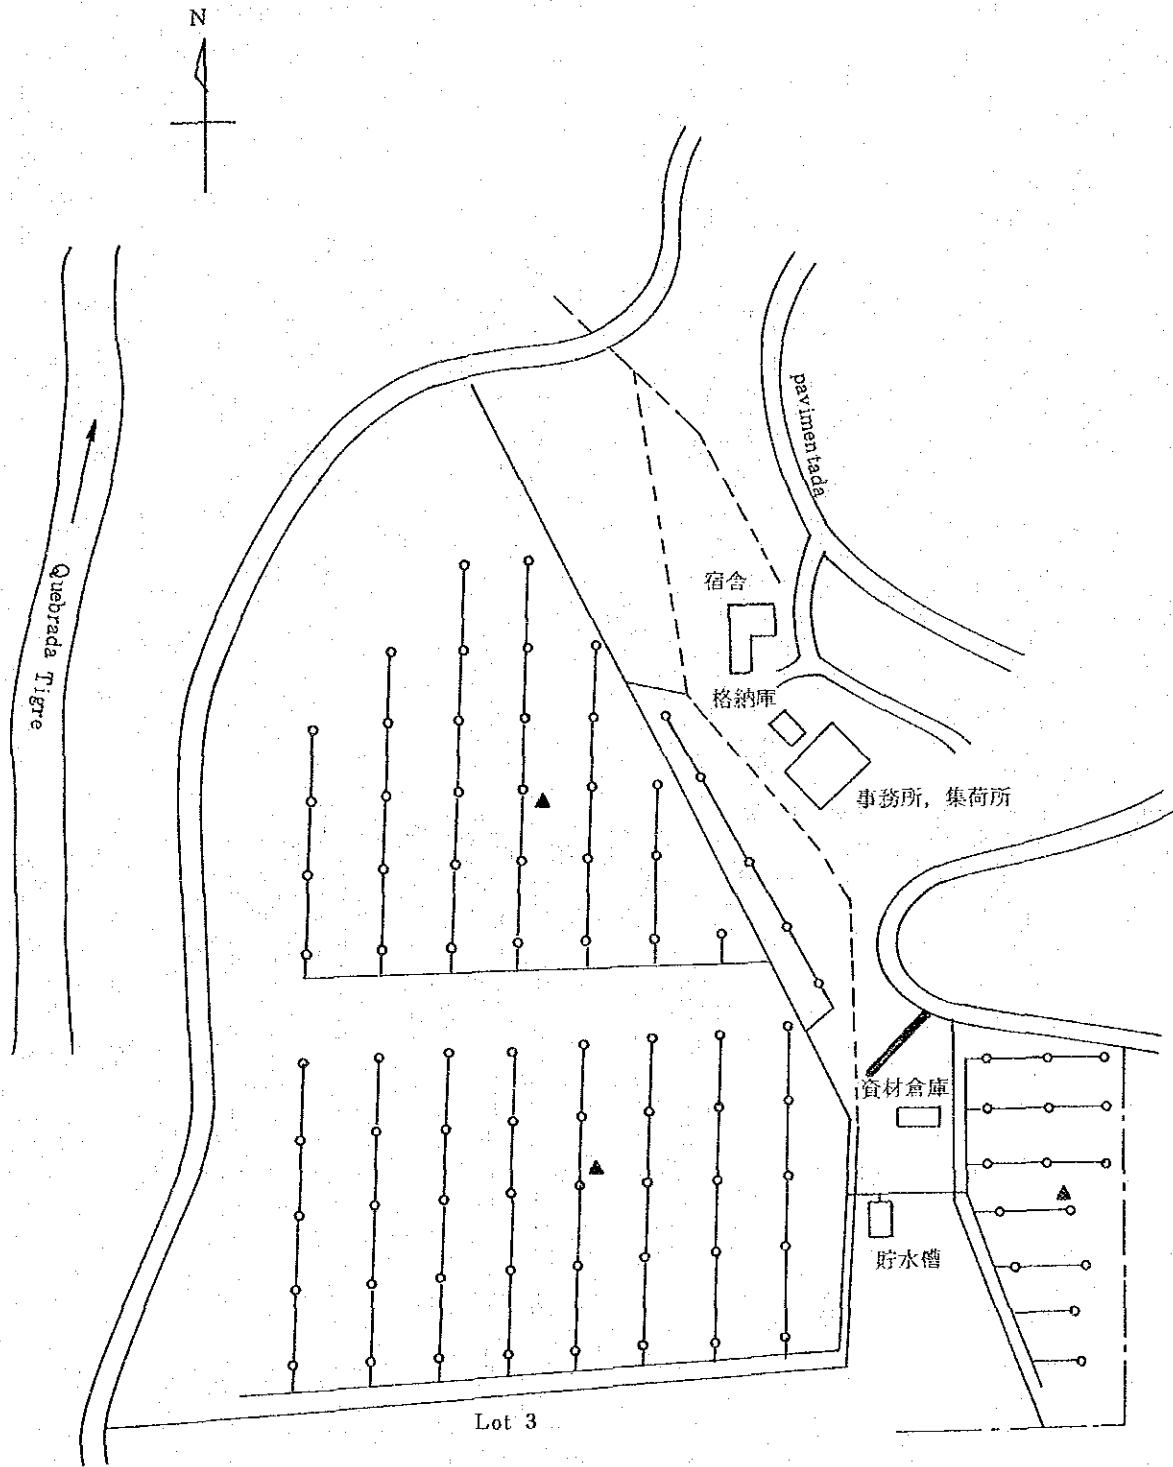 N
pavimentada
Quebrada Tigre
宿舎
格納庫
事務所, 集荷所
資材倉庫
貯水槽
Lot 3